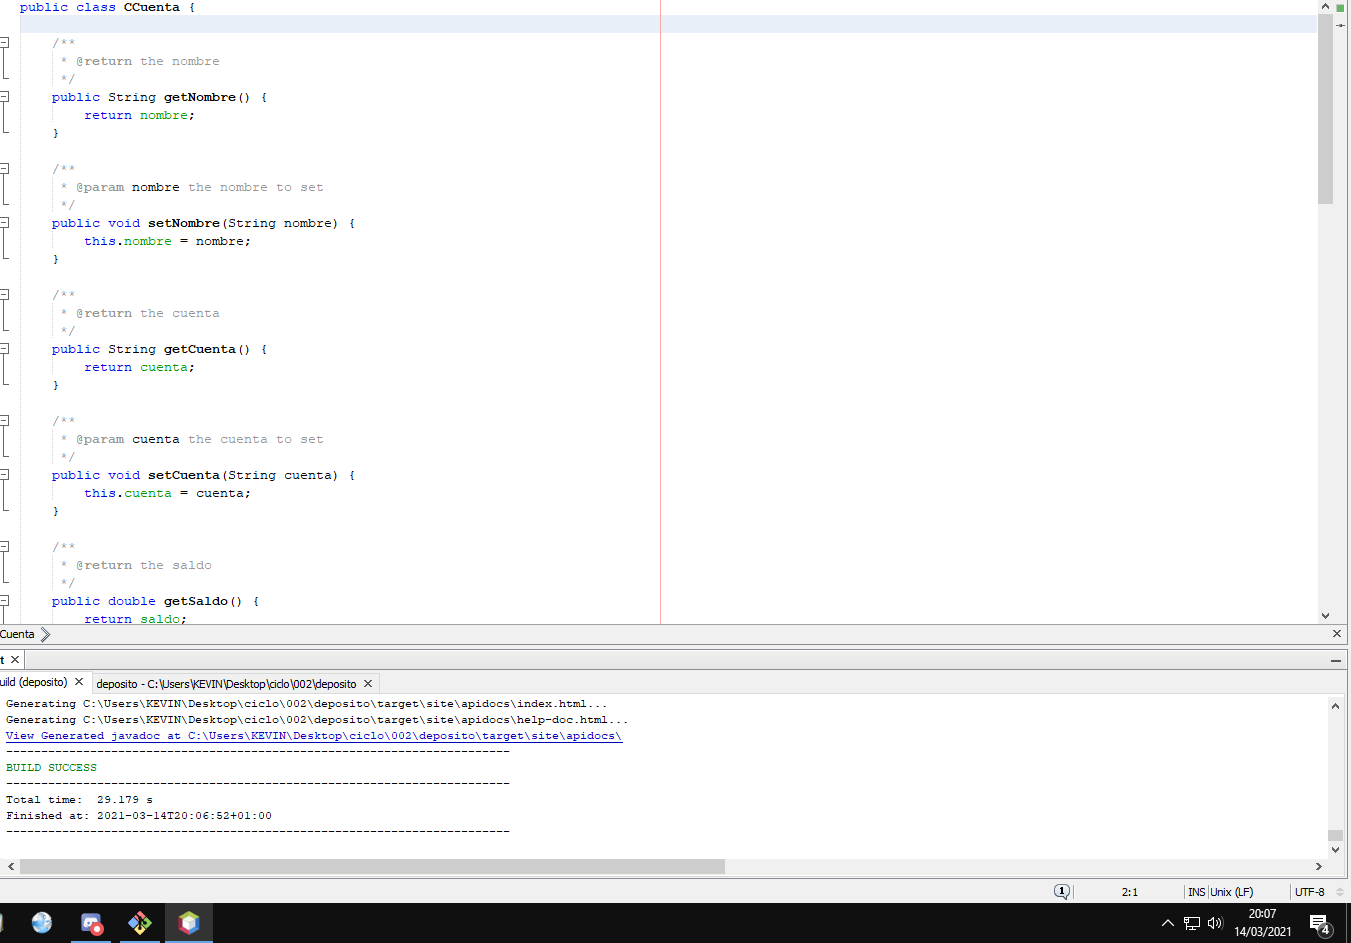 public class CCuenta {
/**
* @return the nombre
*/
public String getNombre() {
return nombre;
}
/**
* @param nombre the nombre to set
*/
public void setNombre(String nombre) {
this.nombre = nombre;
}
/**
* @return the cuenta
*/
public String getCuenta() {
return cuenta;
}
/**
* @param cuenta the cuenta to set
*/
public void setCuenta(String cuenta) {
this.cuenta = cuenta;
}
/**
* @return the saldo
*/
public double getSaldo() {
return saldo;
Cuenta
t
uild (deposito) deposito - C:\Users\KEVIN\Desktop\ciclo\002\deposito
Generating C:\Users\KEVIN\Desktop\ciclo\002\deposito\target\site\apidocs\index.html...
Generating C:\Users\KEVIN\Desktop\ciclo\002\deposito\target\site\apidocs\help-doc.html...
View Generated javadoc at C:\Users\KEVIN\Desktop\ciclo\002\deposito\target\site\apidocs\
------------------------------------------------------------------------
BUILD SUCCESS
------------------------------------------------------------------------
Total time:  29.179 s
Finished at: 2021-03-14T20:06:52+01:00
------------------------------------------------------------------------
1 2:1 INS Unix (LF) UTF-8
20:07
14/03/2021
4